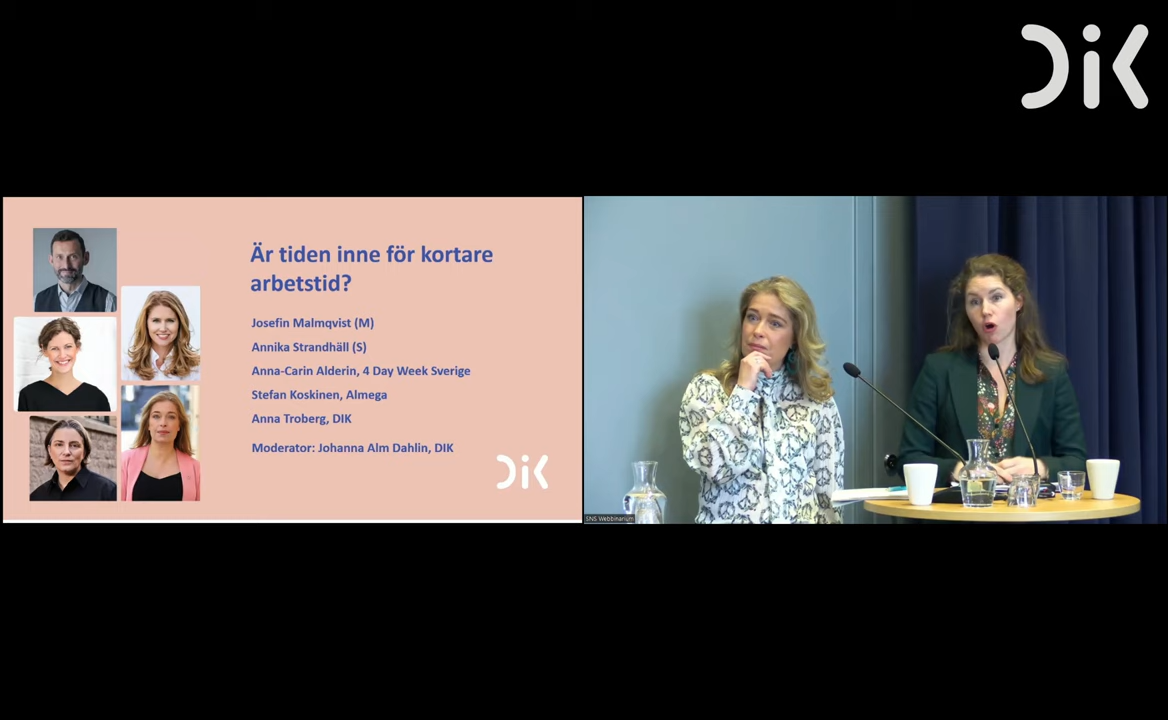 DiK
Är tiden inne för kortare
arbetstid?
Josefin Malmqvist (M)
Annika Strandhäll (S)
Anna-Carin Alderin, 4 Day Week Sverige
Stefan Koskinen, Almega
Anna Troberg, DIK
Moderator: Johanna Alm Dahlin, DIK
DiK
SNS Webbinarium